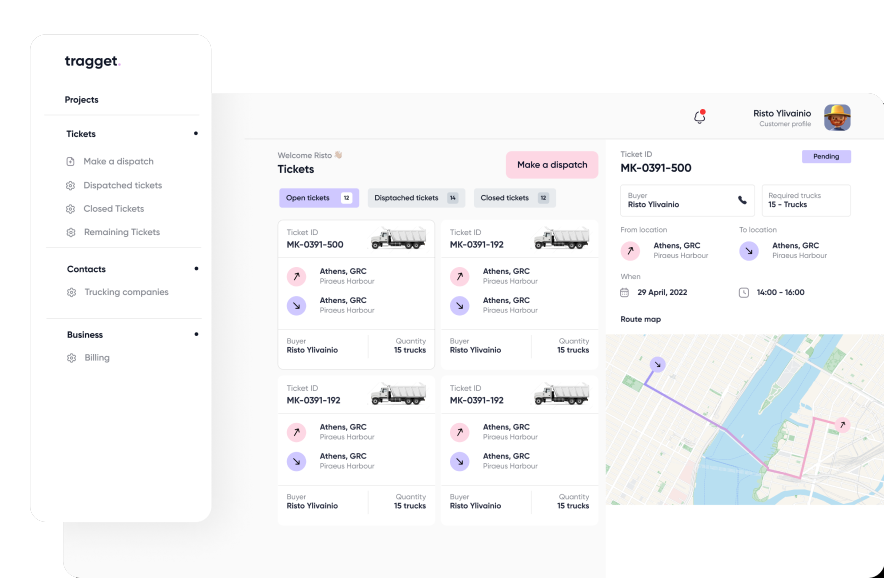 tragget.
Projects
Tickets
Make a dispatch
Dispatched tickets
Closed Tickets
Remaining Tickets
Contacts
Trucking companies
Business
Billing
Risto Ylivainio
Customer profile
Welcome Risto 👋🏼
Tickets
Make a dispatch
Open tickets 12
Disptached tickets 14
Closed tickets 12
Ticket ID
MK-0391-500
Athens, GRC
Piraeus Harbour
Athens, GRC
Piraeus Harbour
Buyer Quantity
Risto Ylivainio 15 trucks
Ticket ID
MK-0391-192
Athens, GRC
Piraeus Harbour
Athens, GRC
Piraeus Harbour
Buyer Quantity
Risto Ylivainio 15 trucks
Ticket ID
MK-0391-192
Athens, GRC
Piraeus Harbour
Athens, GRC
Piraeus Harbour
Buyer Quantity
Risto Ylivainio 15 trucks
Ticket ID
MK-0391-192
Athens, GRC
Piraeus Harbour
Athens, GRC
Piraeus Harbour
Buyer Quantity
Risto Ylivainio 15 trucks
Ticket ID
MK-0391-500
Pending
Buyer
Risto Ylivainio
Required trucks
15 - Trucks
From location To location
Athens, GRC
Piraeus Harbour
Athens, GRC
Piraeus Harbour
When
29 April, 2022 14:00 - 16:00
Route map